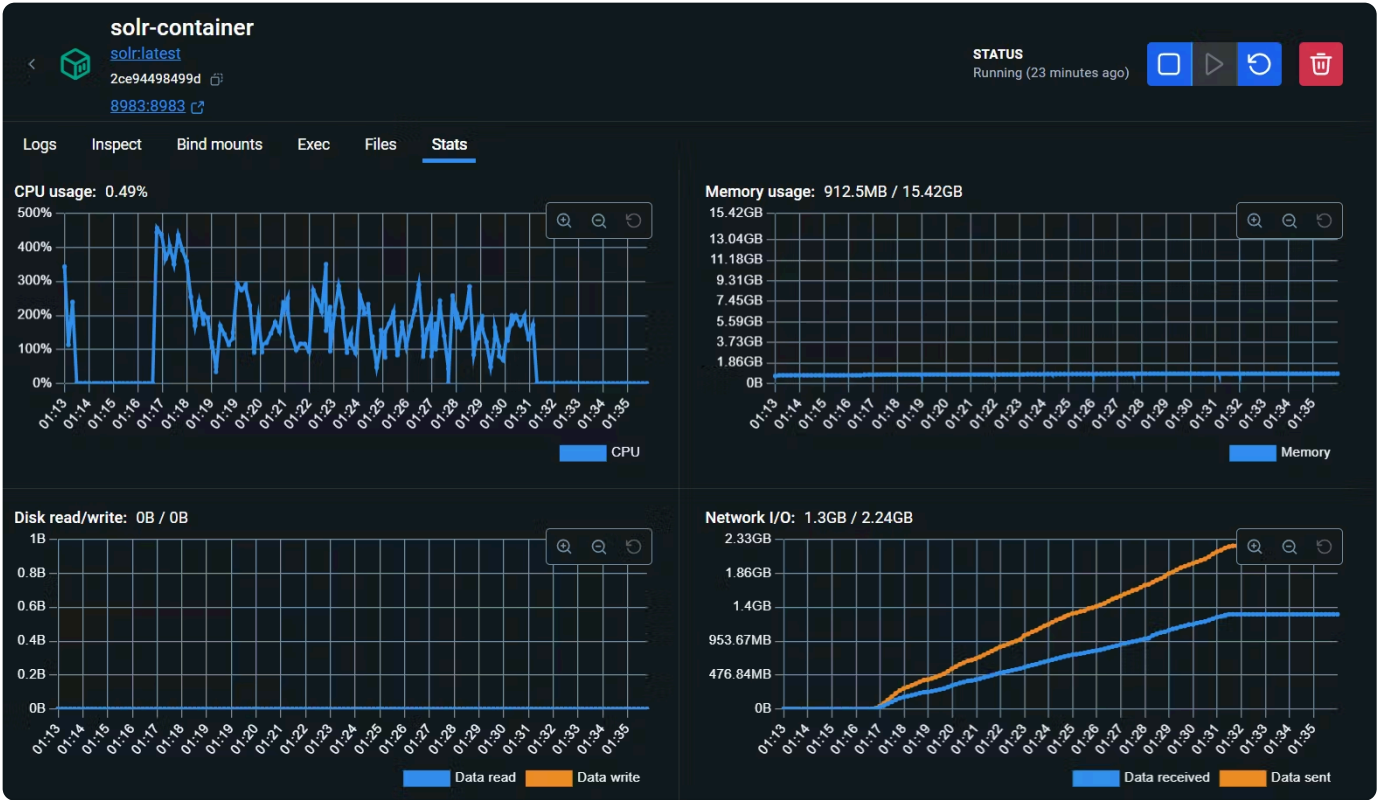 solr-container
solr:latest
2ce94498499d
8983:8983
STATUS
Running (23 minutes ago)
Logs Inspect Bind mounts Exec Files Stats
CPU usage: 0.49%
500%
400%
300%
200%
100%
0%
01:13 01:14 01:15 01:16 01:17 01:18 01:19 01:19 01:20 01:21 01:22 01:23 01:24 01:25 01:26 01:27 01:28 01:29 01:30 01:31 01:32 01:33 01:34 01:35
CPU
Memory usage: 912.5MB / 15.42GB
15.42GB
13.04GB
11.18GB
9.31GB
7.45GB
5.59GB
3.73GB
1.86GB
0B
01:13 01:14 01:15 01:16 01:17 01:18 01:19 01:20 01:21 01:22 01:23 01:24 01:25 01:26 01:27 01:28 01:29 01:30 01:31 01:32 01:33 01:34 01:35
Memory
Disk read/write: 0B / 0B
1B
0.8B
0.6B
0.4B
0.2B
0B
01:13 01:14 01:15 01:16 01:17 01:18 01:19 01:19 01:20 01:21 01:22 01:23 01:24 01:25 01:26 01:27 01:28 01:29 01:30 01:31 01:32 01:33 01:34 01:35
Data read Data write
Network I/O: 1.3GB / 2.24GB
2.33GB
1.86GB
1.4GB
953.67MB
476.84MB
0B
01:13 01:14 01:15 01:16 01:17 01:18 01:19 01:20 01:21 01:22 01:23 01:24 01:25 01:26 01:27 01:28 01:29 01:30 01:31 01:32 01:33 01:34 01:35
Data received Data sent